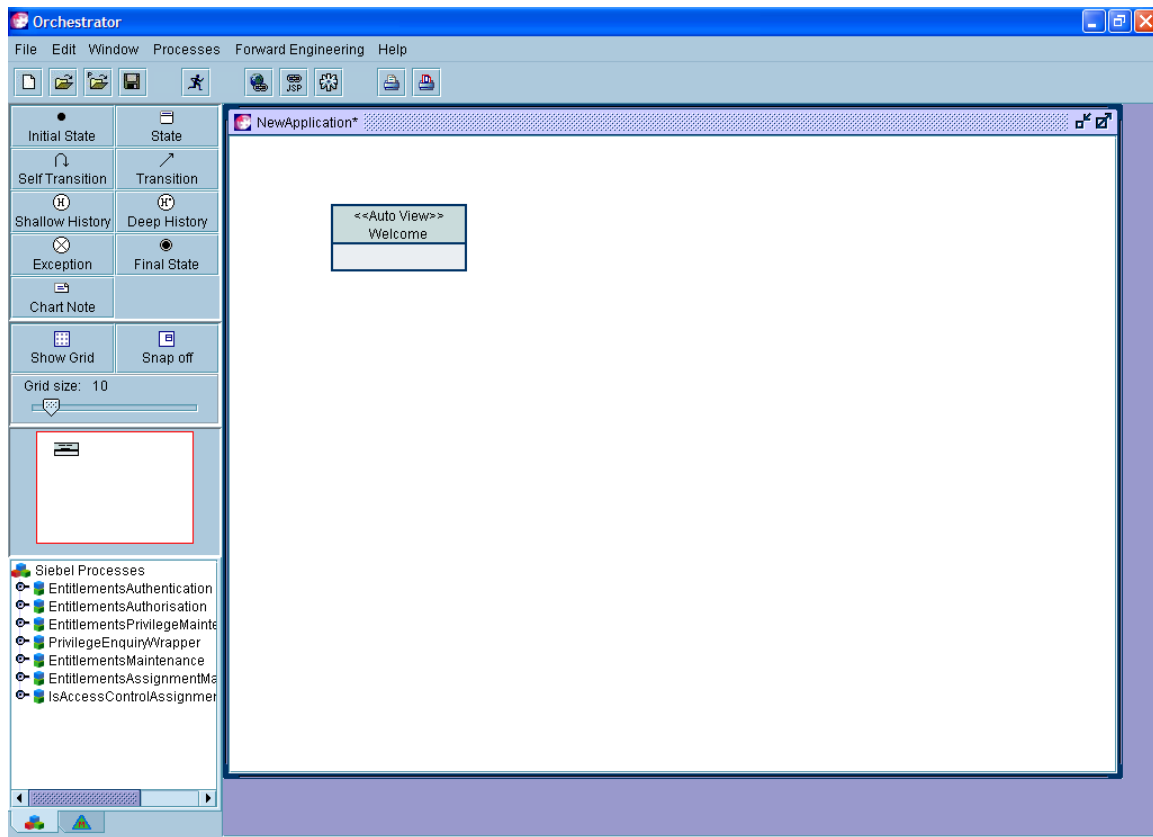 Orchestrator
File Edit Window Processes Forward Engineering Help
JSP
Initial State
State
Self Transition
Transition
H
Shallow History
H*
Deep History
Exception
Final State
Chart Note
Show Grid
Snap off
Grid size: 10
NewApplication*
<<Auto View>>
Welcome
Siebel Processes
EntitlementsAuthentication
EntitlementsAuthorisation
EntitlementsPrivilegeMainte
PrivilegeEnquiryWrapper
EntitlementsMaintenance
EntitlementsAssignmentMa
IsAccessControlAssignmer